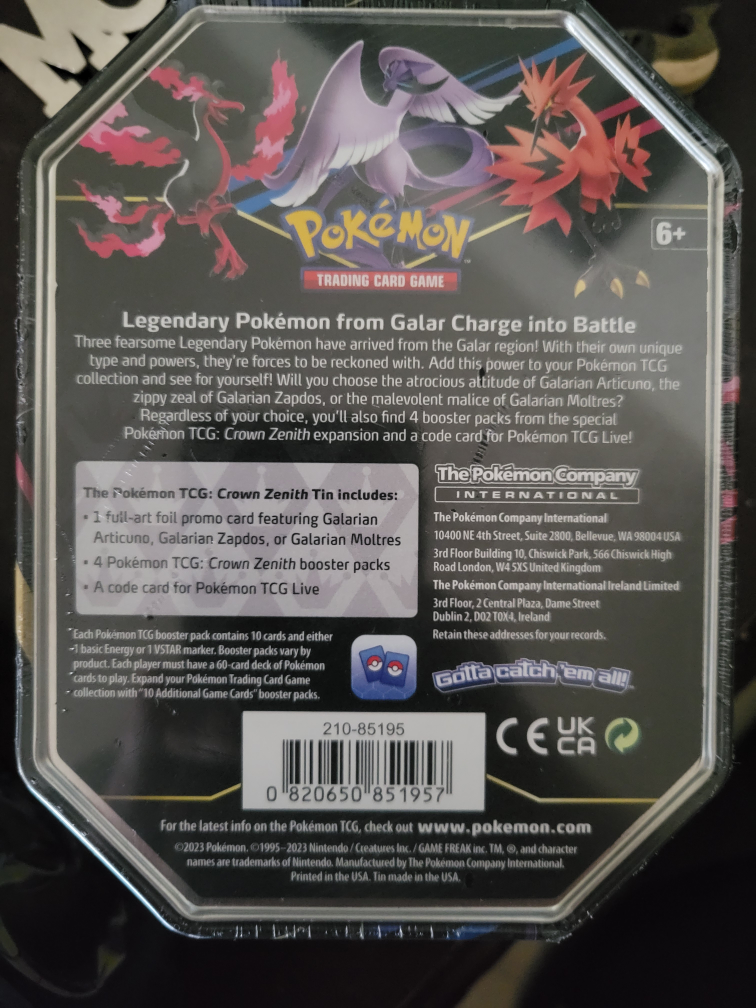 MO
POKÉMON
TM
TRADING CARD GAME
6+
Legendary Pokémon from Galar Charge into Battle
Three fearsome Legendary Pokémon have arrived from the Galar region! With their own unique
type and powers, they're forces to be reckoned with. Add this power to your Pokémon TCG
collection and see for yourself! Will you choose the atrocious attitude of Galarian Articuno, the
zippy zeal of Galarian Zapdos, or the malevolent malice of Galarian Moltres?
Regardless of your choice, you'll also find 4 booster packs from the special
Pokémon TCG: Crown Zenith expansion and a code card for Pokémon TCG Live!
The Pokémon TCG: Crown Zenith Tin includes:
• 1 full-art foil promo card featuring Galarian
Articuno, Galarian Zapdos, or Galarian Moltres
• 4 Pokémon TCG: Crown Zenith booster packs
• A code card for Pokémon TCG Live
Each Pokémon TCG booster pack contains 10 cards and either
1 basic Energy or 1 VSTAR marker. Booster packs vary by
product. Each player must have a 60-card deck of Pokémon
cards to play. Expand your Pokémon Trading Card Game
collection with "10 Additional Game Cards" booster packs.
The Pokémon Company
INTERNATIONAL
The Pokémon Company International
10400 NE 4th Street, Suite 2800, Bellevue, WA 98004 USA
3rd Floor Building 10, Chiswick Park, 566 Chiswick High
Road London, W4 5XS United Kingdom
The Pokémon Company International Ireland Limited
3rd Floor, 2 Central Plaza, Dame Street
Dublin 2, D02 T0X4, Ireland
Retain these addresses for your records.
Gotta catch 'em all!
210-85195
0 820650 851957
CE UK
CA
For the latest info on the Pokémon TCG, check out www.pokemon.com
©2023 Pokémon. ©1995–2023 Nintendo / Creatures Inc. / GAME FREAK inc. TM, ®, and character
names are trademarks of Nintendo. Manufactured by The Pokémon Company International.
Printed in the USA. Tin made in the USA.